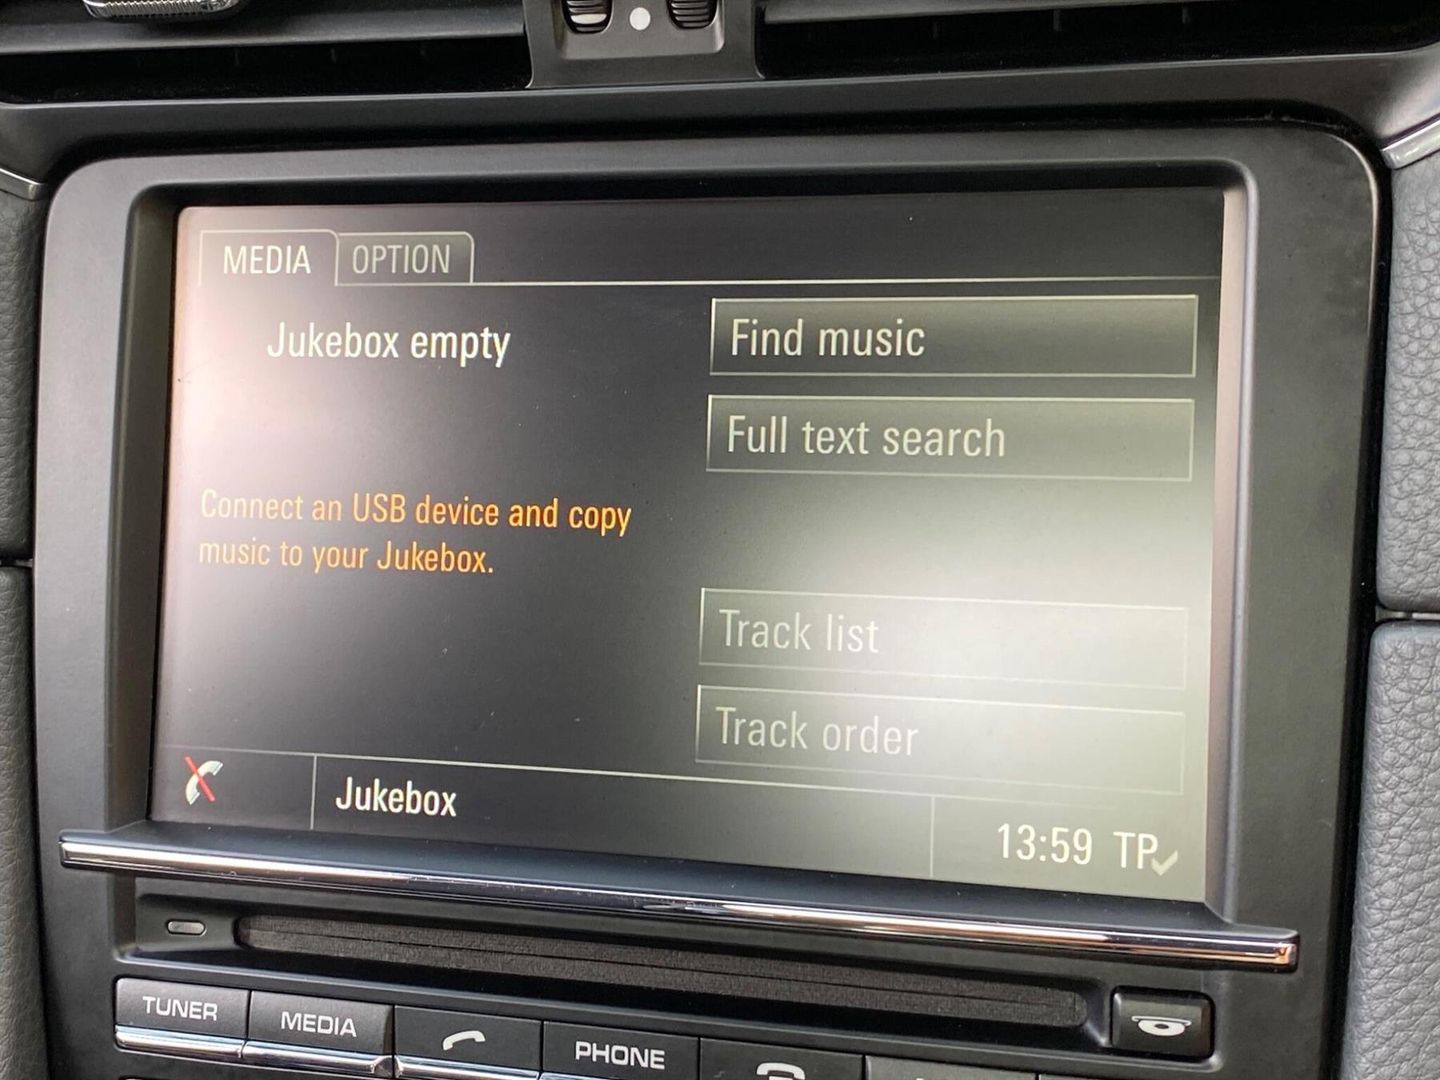 MEDIA
OPTION
Jukebox empty
Find music
Full text search
Connect an USB device and copy
music to your Jukebox.
Track list
Track order
Jukebox
13:59 TP
TUNER
MEDIA
PHONE